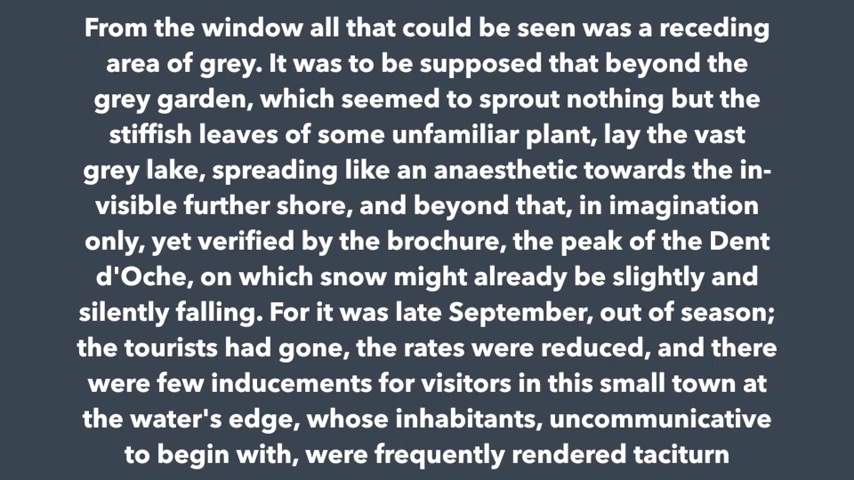 From the window all that could be seen was a receding
area of grey. It was to be supposed that beyond the
grey garden, which seemed to sprout nothing but the
stiffish leaves of some unfamiliar plant, lay the vast
grey lake, spreading like an anaesthetic towards the in-
visible further shore, and beyond that, in imagination
only, yet verified by the brochure, the peak of the Dent
d'Oche, on which snow might already be slightly and
silently falling. For it was late September, out of season;
the tourists had gone, the rates were reduced, and there
were few inducements for visitors in this small town at
the water's edge, whose inhabitants, uncommunicative
to begin with, were frequently rendered taciturn